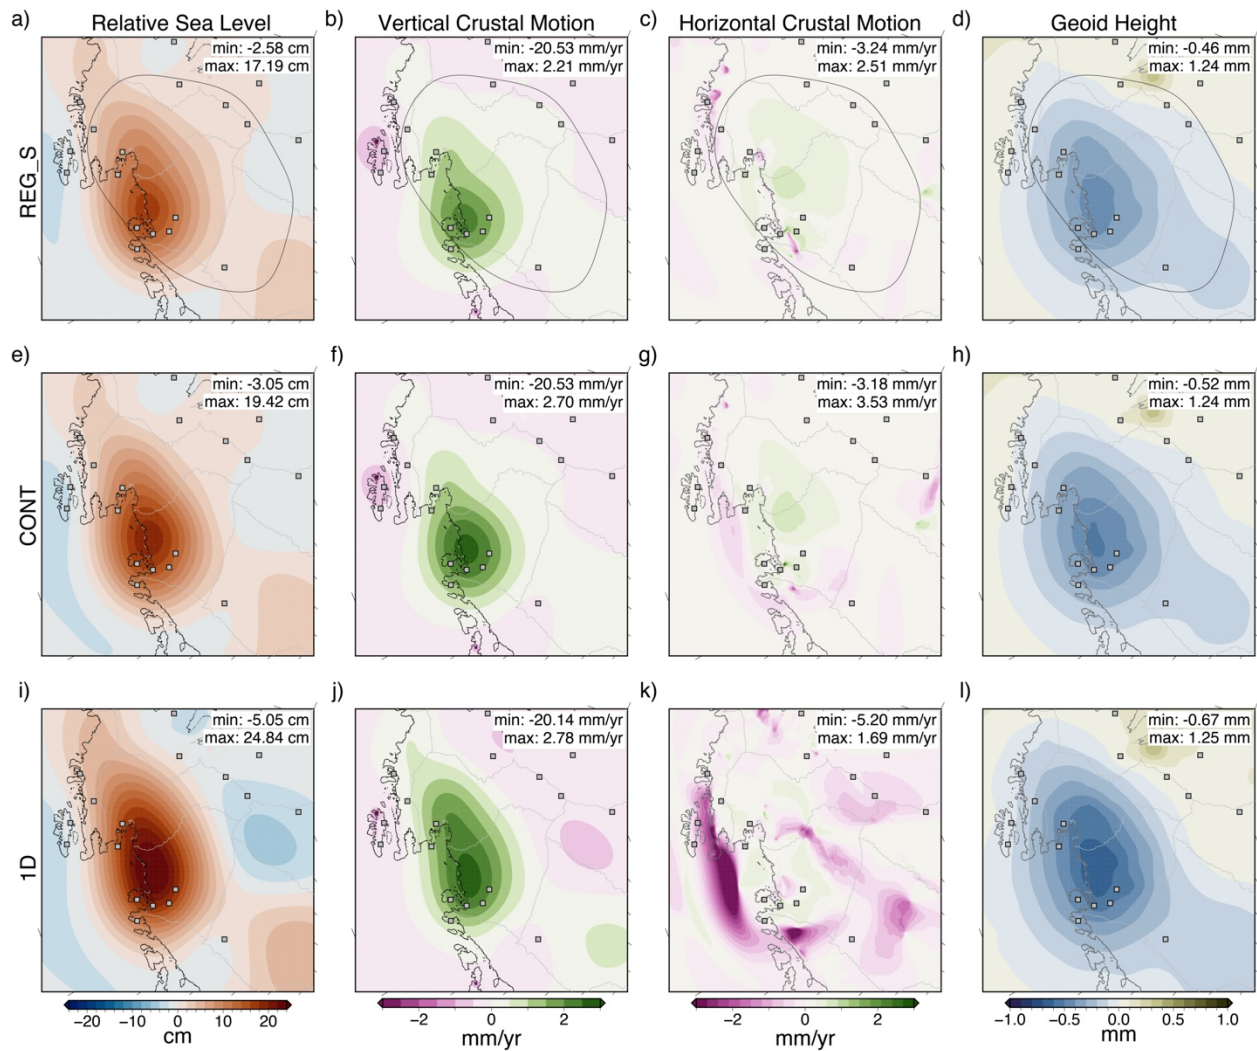 a) Relative Sea Level b) Vertical Crustal Motion c) Horizontal Crustal Motion d) Geoid Height
min: -2.58 cm min: -20.53 mm/yr min: -3.24 mm/yr min: -0.46 mm
max: 17.19 cm max: 2.21 mm/yr max: 2.51 mm/yr max: 1.24 mm
REG_S
e) f) g) h)
min: -3.05 cm min: -20.53 mm/yr min: -3.18 mm/yr min: -0.52 mm
max: 19.42 cm max: 2.70 mm/yr max: 3.53 mm/yr max: 1.24 mm
CONT
i) j) k) l)
min: -5.05 cm min: -20.14 mm/yr min: -5.20 mm/yr min: -0.67 mm
max: 24.84 cm max: 2.78 mm/yr max: 1.69 mm/yr max: 1.25 mm
1D
−20 −10 0 10 20 −2 0 2 −2 0 2 −1.0 −0.5 0.0 0.5 1.0
cm mm/yr mm/yr mm